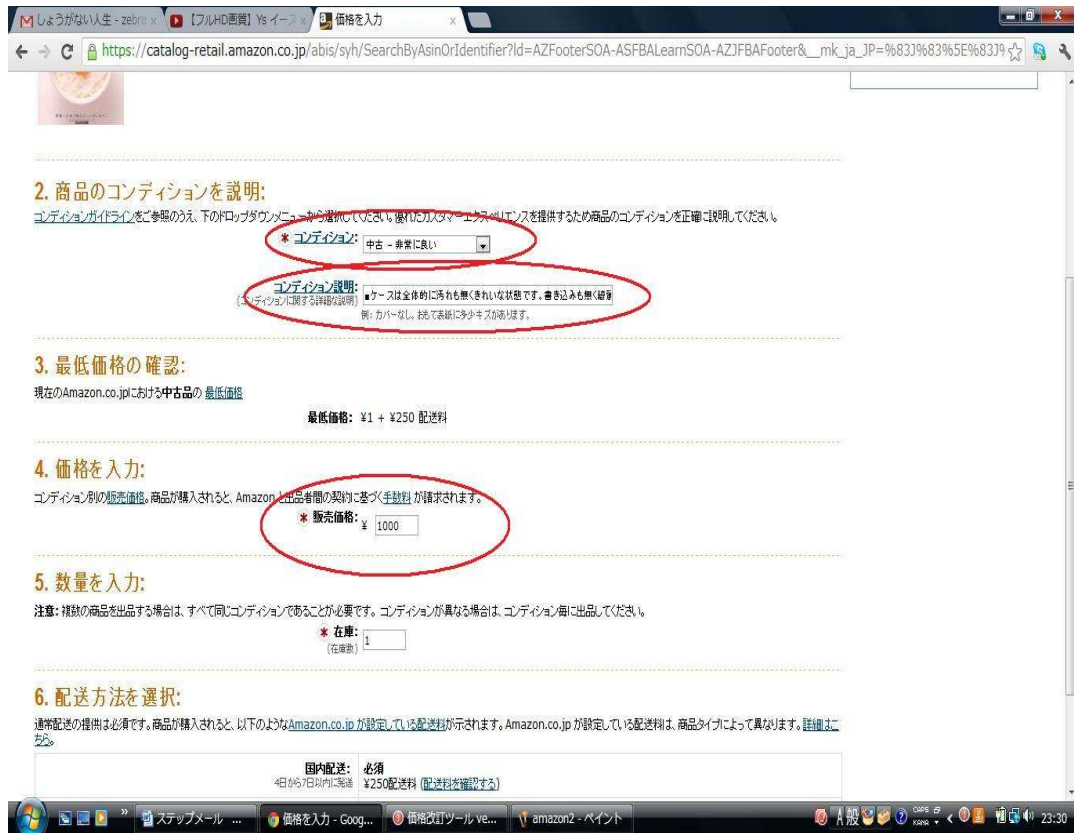 しょうがない人生 - zebra
【フルHD画質】 Ys イース
価格を入力
https://catalog-retail.amazon.co.jp/abis/syh/SearchByAsinOrIdentifier?ld=AZFooterSOA-ASFBALearnSOA-AZJFBAFooter&__mk_ja_JP=%83J%83%5E%83J%
2. 商品のコンディションを説明:
コンディションガイドラインをご参照のうえ、下のドロップダウンメニューから選択してください。優れたカスタマーエクスペリエンスを提供するため商品のコンディションを正確に説明してください。
* コンディション: 中古 - 非常に良い
コンディション説明: ■ケースは全体的に汚れも無くきれいな状態です。書き込みも無く
(コンディションに関する詳細な説明)
例: カバーなし。おもて表紙に多少キズがあります。
3. 最低価格の確認:
現在のAmazon.co.jpにおける中古品の 最低価格
最低価格: ¥1 + ¥250 配送料
4. 価格を入力:
コンディション別の販売価格。商品が購入されると、Amazon と出品者間の契約に基づく手数料 が請求されます。
* 販売価格: ¥ 1000
5. 数量を入力:
注意: 複数の商品を出品する場合は、すべて同じコンディションであることが必要です。 コンディションが異なる場合は、コンディション毎に出品してください。
* 在庫: 1
(在庫数)
6. 配送方法を選択:
通常配送の提供は必須です。商品が購入されると、以下のようなAmazon.co.jp が設定している配送料が示されます。Amazon.co.jp が設定している配送料は、商品タイプによって異なります。詳細はこ
ちら。
国内配送: 必須
4日から7日以内に発送 ¥250配送料 (配送料を確認する)
ステップメール ... 価格を入力 - Goog... 価格改訂ツール ve... amazon2 - ペイント A 般 CAPS KANA 23:30